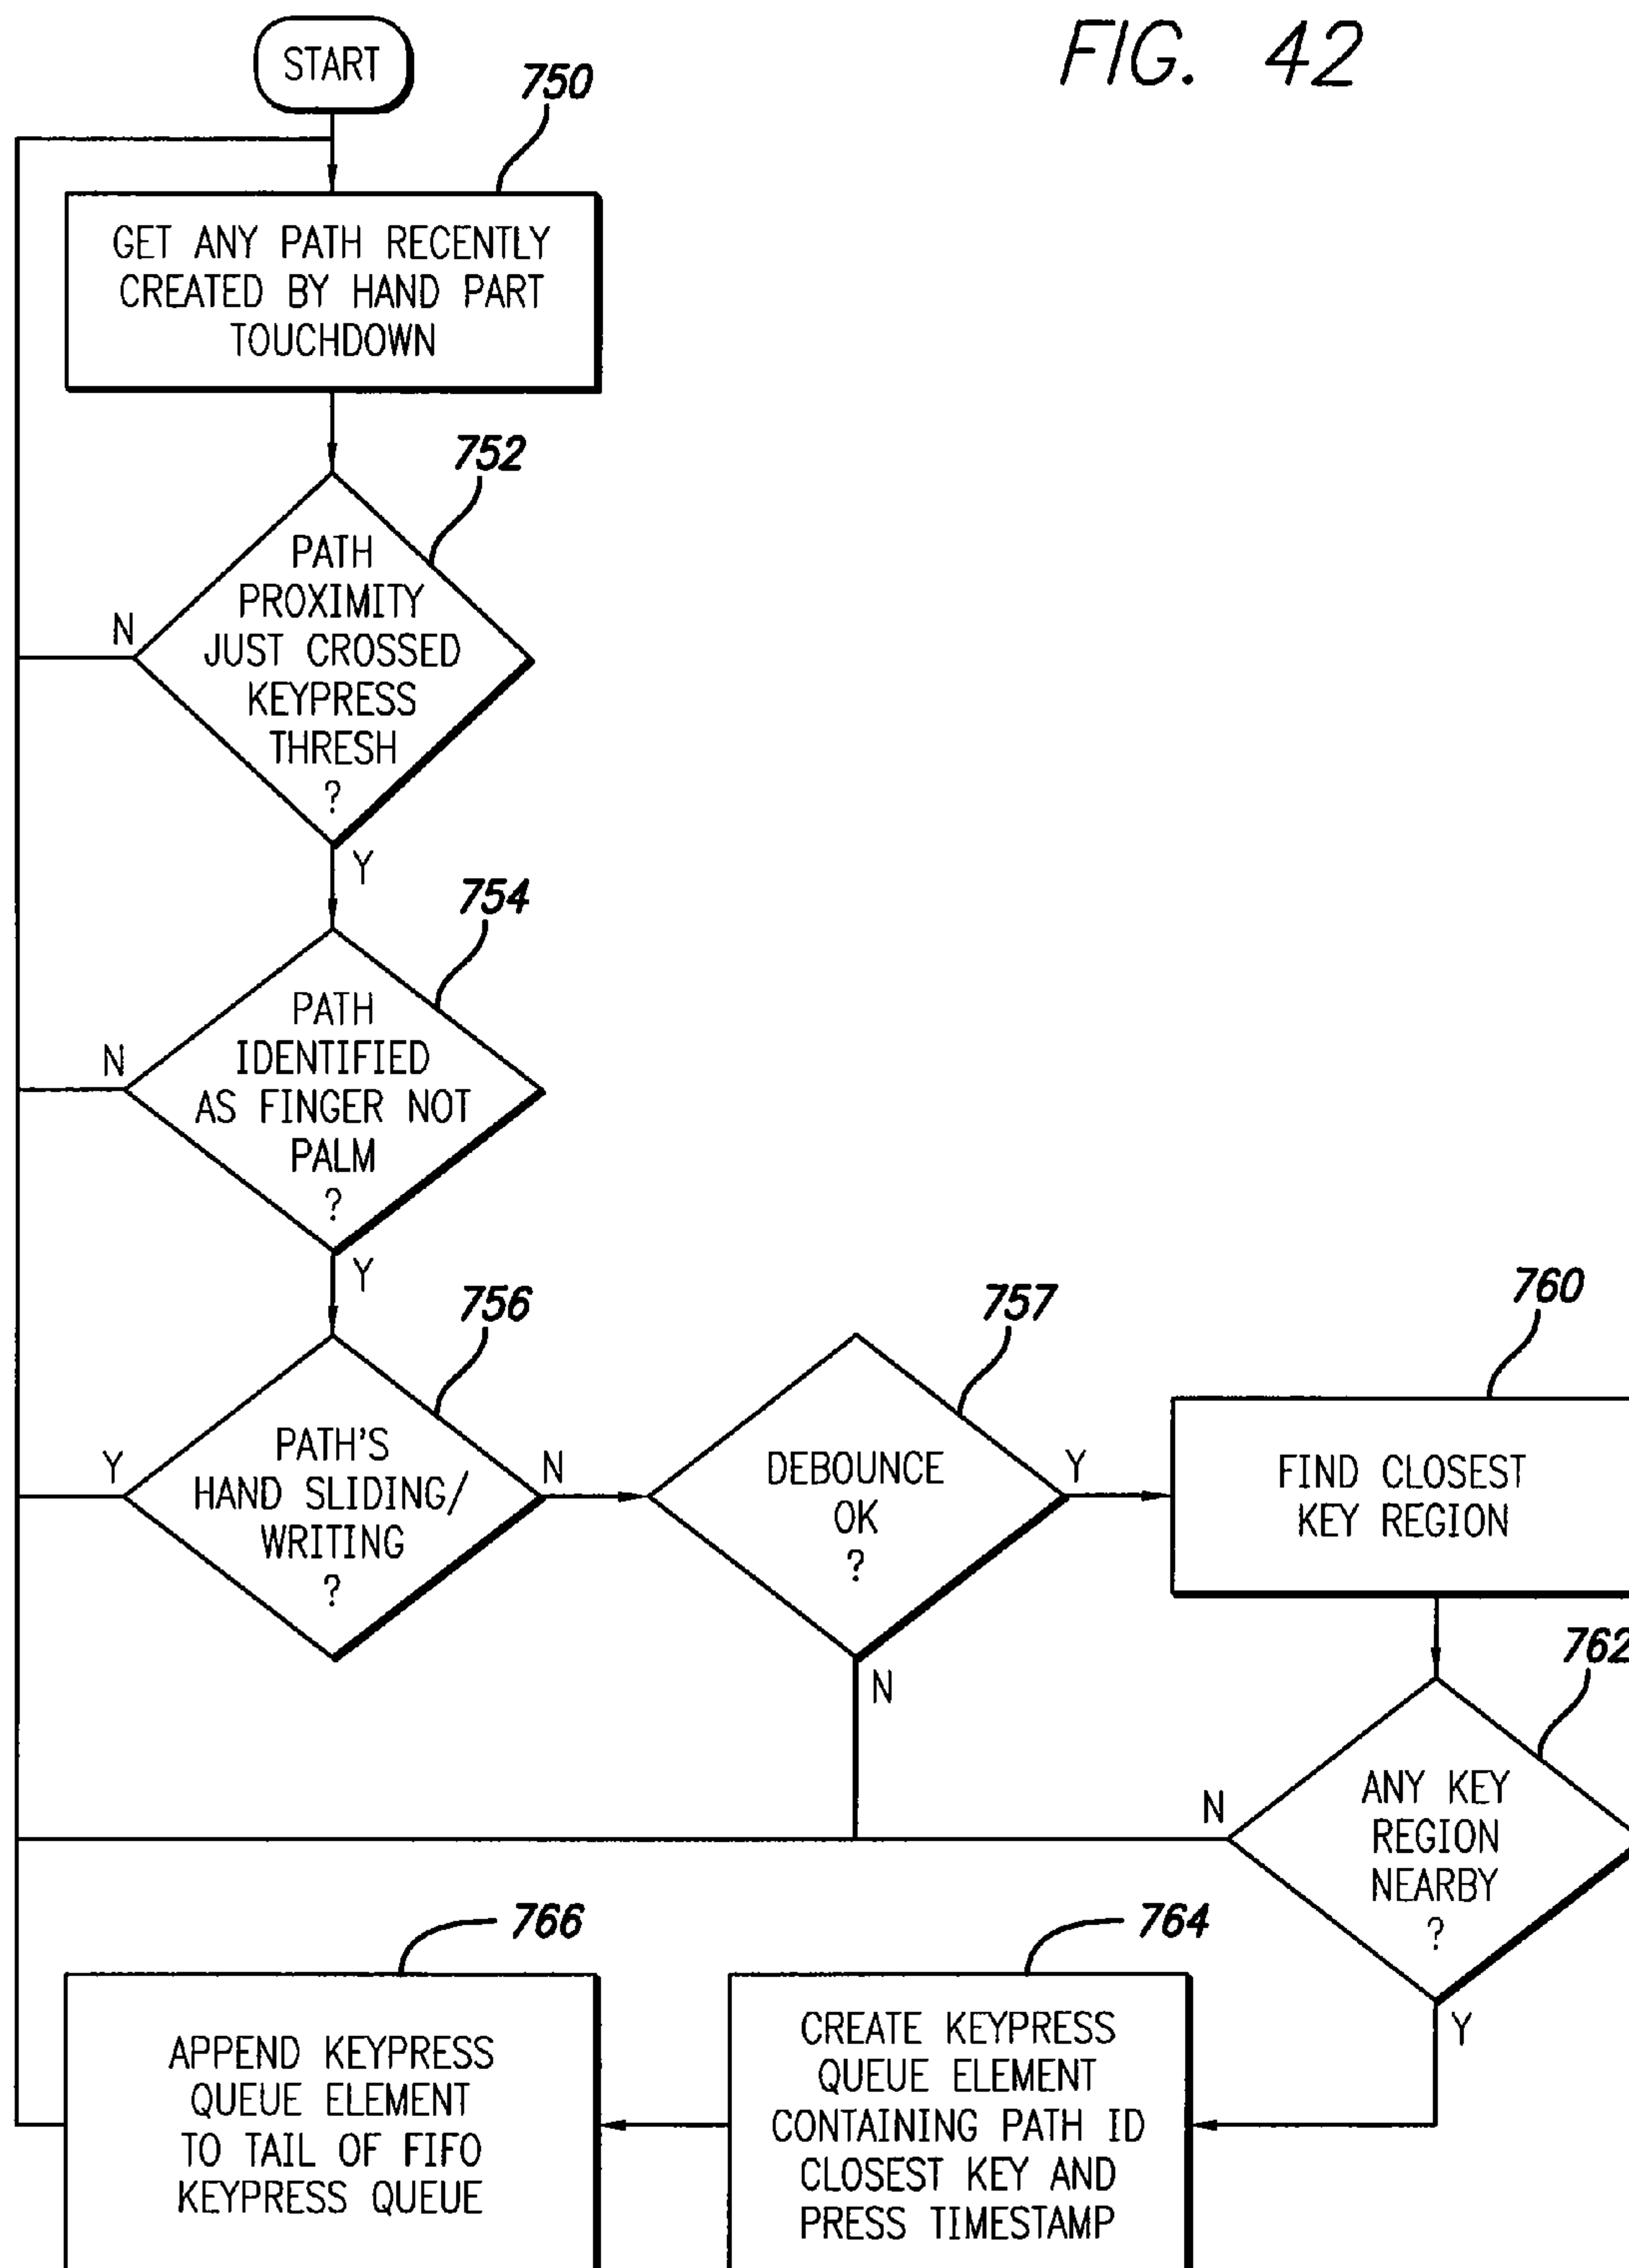 FIG. 42
START
750
GET ANY PATH RECENTLY
CREATED BY HAND PART
TOUCHDOWN
752
PATH
PROXIMITY
JUST CROSSED
KEYPRESS
THRESH
?
N
Y
754
PATH
IDENTIFIED
AS FINGER NOT
PALM
?
N
Y
756
PATH'S
HAND SLIDING/
WRITING
?
Y
N
757
DEBOUNCE
OK
?
Y
N
760
FIND CLOSEST
KEY REGION
762
ANY KEY
REGION
NEARBY
?
N
Y
764
CREATE KEYPRESS
QUEUE ELEMENT
CONTAINING PATH ID
CLOSEST KEY AND
PRESS TIMESTAMP
766
APPEND KEYPRESS
QUEUE ELEMENT
TO TAIL OF FIFO
KEYPRESS QUEUE